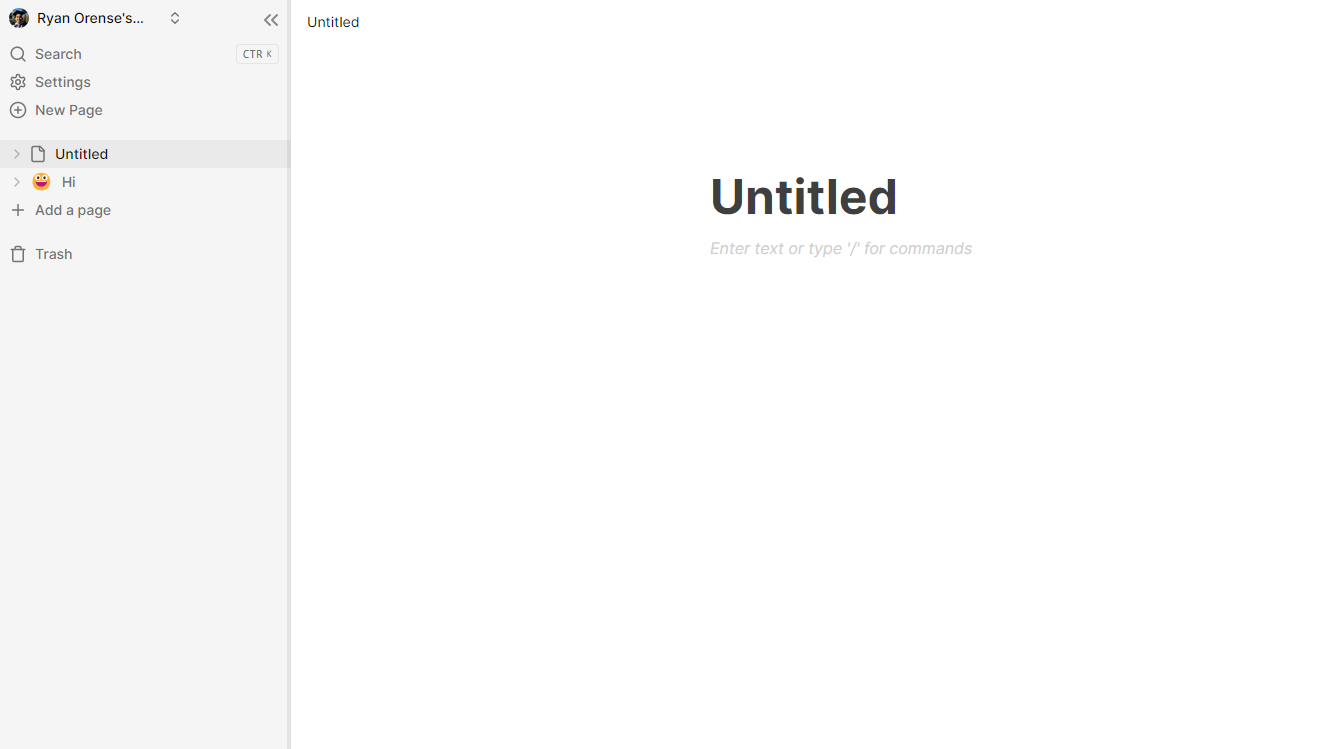 Ryan Orense's...
Search CTR K
Settings
New Page
Untitled
Hi
Add a page
Trash
Untitled
Untitled
Enter text or type '/' for commands